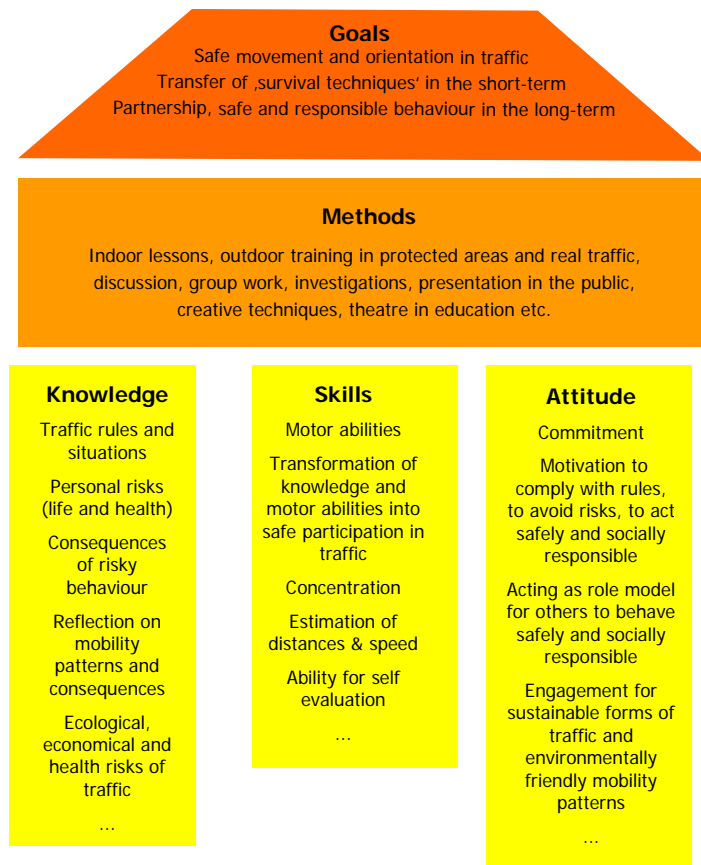 Goals
Safe movement and orientation in traffic
Transfer of ‚survival techniques‘ in the short-term
Partnership, safe and responsible behaviour in the long-term
Methods
Indoor lessons, outdoor training in protected areas and real traffic,
discussion, group work, investigations, presentation in the public,
creative techniques, theatre in education etc.
Knowledge
Traffic rules and
situations
Personal risks
(life and health)
Consequences
of risky
behaviour
Reflection on
mobility
patterns and
consequences
Ecological,
economical and
health risks of
traffic
…
Skills
Motor abilities
Transformation of
knowledge and
motor abilities into
safe participation in
traffic
Concentration
Estimation of
distances & speed
Ability for self
evaluation
…
Attitude
Commitment
Motivation to
comply with rules,
to avoid risks, to act
safely and socially
responsible
Acting as role model
for others to behave
safely and socially
responsible
Engagement for
sustainable forms of
traffic and
environmentally
friendly mobility
patterns
…